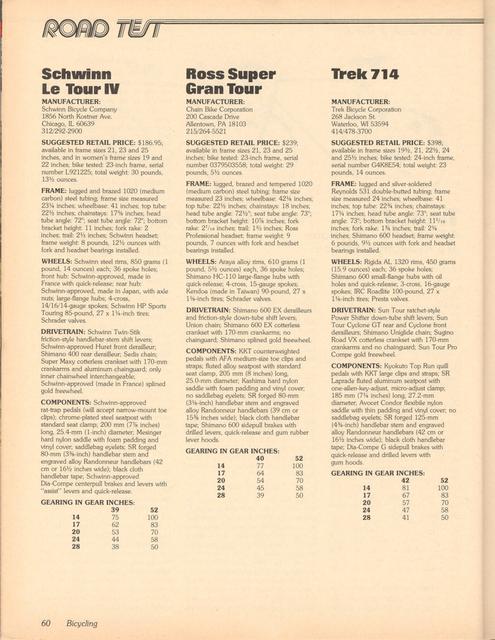 ROAD TEST
Schwinn
Le Tour IV
MANUFACTURER:
Schwinn Bicycle Company
1856 North Kostner Ave.
Chicago, IL 60639
312/292-2900
SUGGESTED RETAIL PRICE: $186.95;
available in frame sizes 21, 23 and 25
inches, and in women's frame sizes 19 and
22 inches; bike tested: 23-inch frame, serial
number L921225; total weight: 30 pounds,
13½ ounces.
FRAME: lugged and brazed 1020 (medium
carbon) steel tubing; frame size measured
23¼ inches; wheelbase: 41 inches; top tube:
22½ inches; chainstays: 17⅜ inches; head
tube angle: 72°; seat tube angle: 72°; bottom
bracket height: 11 inches; fork rake: 2
inches; trail: 2½ inches; Schwinn headset;
frame weight: 8 pounds, 12¾ ounces with
fork and headset bearings installed.
WHEELS: Schwinn steel rims, 850 grams (1
pound, 14 ounces) each; 36 spoke holes;
front hub: Schwinn-approved, made in
France with quick-release; rear hub:
Schwinn-approved, made in Japan, with axle
nuts; large-flange hubs; 4-cross,
14/16/14-gauge spokes; Schwinn HP Sports
Touring 85-pound, 27 x 1¼-inch tires;
Schrader valves.
DRIVETRAIN: Schwinn Twin-Stik
friction-style handlebar-stem shift levers;
Schwinn-approved Huret front derailleur;
Shimano 400 rear derailleur; Sedis chain;
Super Maxy cotterless crankset with 170-mm
crankarms and aluminum chainguard; only
inner chainwheel interchangeable;
Schwinn-approved (made in France) splined
gold freewheel.
COMPONENTS: Schwinn-approved
rat-trap pedals (will accept narrow-mount toe
clips); chrome-plated steel seatpost with
standard seat clamp; 200 mm (7⅞ inches)
long, 25.4-mm (1-inch) diameter; Mesinger
hard nylon saddle with foam padding and
vinyl cover; saddlebag eyelets; SR forged
80-mm (3⅛-inch) handlebar stem and
engraved alloy Randonneur handlebars (42
cm or 16½ inches wide); black cloth
handlebar tape; Schwinn-approved
Dia-Compe centerpull brakes and levers with
"assist" levers and quick-release.
GEARING IN GEAR INCHES:
39 52
14 75 100
17 62 83
20 53 70
24 44 58
28 38 50
Ross Super
Gran Tour
MANUFACTURER:
Chain Bike Corporation
200 Cascade Drive
Allentown, PA 18103
215/264-5521
SUGGESTED RETAIL PRICE: $239;
available in frame sizes 21, 23 and 25
inches; bike tested: 23-inch frame, serial
number 0379503558; total weight: 29
pounds, 5½ ounces.
FRAME: lugged, brazed and tempered 1020
(medium carbon) steel tubing; frame size
measured 23 inches; wheelbase: 42¾ inches;
top tube: 22¾ inches; chainstays: 18 inches;
head tube angle: 72½°; seat tube angle: 73°;
bottom bracket height: 10⅞ inches; fork
rake: inches; trail: inches; Ross
Professional headset; frame weight: 9
pounds, 7 ounces with fork and headset
bearings installed.
WHEELS: Araya alloy rims, 610 grams (1
pound, 5½ ounces) each, 36 spoke holes;
Shimano HC-110 large-flange hubs with
quick-release; 4-cross, 15-gauge spokes;
Kendoa (made in Taiwan) 90-pound, 27 x
1¼-inch tires; Schrader valves.
DRIVETRAIN: Shimano 600 EX derailleurs
and friction-style down-tube shift levers;
Union chain; Shimano 600 EX cotterless
crankset with 170-mm crankarms; no
chainguard; Shimano splined gold freewheel.
COMPONENTS: KKT counterweighted
pedals with AFA medium-size toe clips and
straps; fluted alloy seatpost with standard
seat clamp, 205 mm (8 inches) long,
25.0-mm diameter; Kashima hard nylon
saddle with foam padding and vinyl cover;
no saddlebag eyelets; SR forged 80-mm
(3⅛-inch) handlebar stem and engraved
alloy Randonneur handlebars (39 cm or
15⅜ inches wide); black cloth handlebar
tape; Shimano 600 sidepull brakes with
drilled levers, quick-release and gum rubber
lever hoods.
GEARING IN GEAR INCHES:
40 52
14 77 100
17 64 83
20 54 70
24 45 58
28 39 50
Trek 714
MANUFACTURER:
Trek Bicycle Corporation
268 Jackson St.
Waterloo, WI 53594
414-478-3700
SUGGESTED RETAIL PRICE: $398;
available in frame sizes 19½, 21, 22½, 24
and 25½ inches; bike tested: 24-inch frame,
serial number G4K8E54; total weight: 23
pounds, 14 ounces.
FRAME: lugged and silver-soldered
Reynolds 531 double-butted tubing; frame
size measured 24 inches; wheelbase: 41
inches; top tube: 22¾ inches; chainstays:
17¾ inches; head tube angle: 73°; seat tube
angle: 73°; bottom bracket height:
inches; fork rake: 1¾ inches; trail: 2¼
inches, Shimano 600 headset; frame weight:
6 pounds, 9½ ounces with fork and bearings
installed.
WHEELS: Rigida AL 1320 rims, 450 grams
(15.9 ounces) each; 36 spoke holes;
Shimano 600 small-flange hubs with oil
holes and quick-release; 3-cross, 16-gauge
spokes; IRC Roadlite 100-pound, 27 x
1¼-inch tires; Presta valves.
DRIVETRAIN: Sun Tour ratchet-style
Power Shifter down-tube shift levers; Sun
Tour Cyclone GT rear and Cyclone front
derailleurs; Shimano Uniglide chain; Sugino
Road VX cotterless crankset with 170-mm
crankarms and no chainguard; Sun Tour Pro
Compe gold freewheel.
COMPONENTS: Kyokuto Top Run quill
pedals with KKT large clips and straps; SR
Laprade fluted aluminum seatpost with
one-allen-key-adjust, micro-adjust clamp,
185 mm (7¼ inches) long; 27.2-mm
diameter; Avocet Condor flexible nylon
saddle with thin padding and vinyl cover; no
saddlebag eyelets; SR forged 125-mm
handlebar stem and engraved
alloy Randonneur handlebars (42 cm or
16½ inches wide); black cloth handlebar
tape; Dia-Compe G sidepull brakes with
quick-release and drilled levers with
gum hoods.
GEARING IN GEAR INCHES:
42 52
14 81 100
17 67 83
20 57 70
24 47 58
28 41 50
60 Bicycling